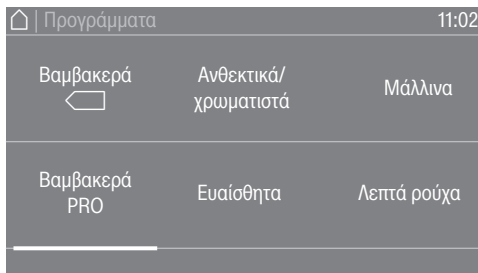 | Προγράμματα 11:02
Βαμβακερά
Ανθεκτικά/
χρωματιστά
Μάλλινα
Βαμβακερά
PRO
Ευαίσθητα
Λεπτά ρούχα